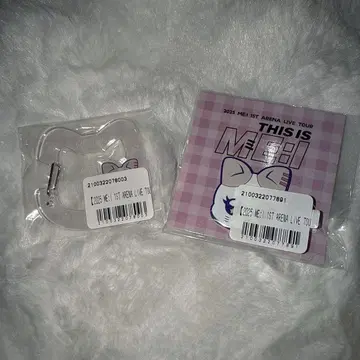 2100322078003
【2025 ME:I 1ST ARENA LIVE TOU
2025 ME:I 1ST ARENA LIVE TOUR
THIS IS
ME:I
2100322077891
【2025 ME:I 1ST ARENA LIVE TOU